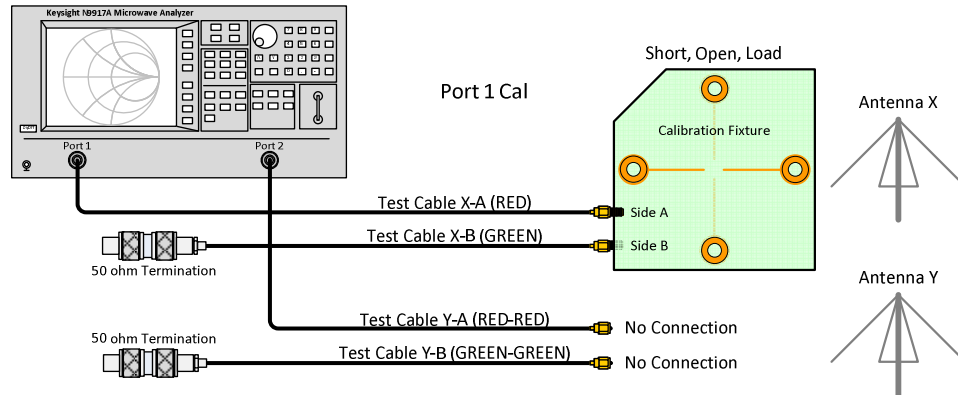 Keysight N9917A Microwave Analyzer
Short, Open, Load
Port 1 Cal
Antenna X
Calibration Fixture
Port 1
Port 2
Test Cable X-A (RED)
Side A
Test Cable X-B (GREEN)
Side B
50 ohm Termination
Antenna Y
Test Cable Y-A (RED-RED)
No Connection
50 ohm Termination
Test Cable Y-B (GREEN-GREEN)
No Connection